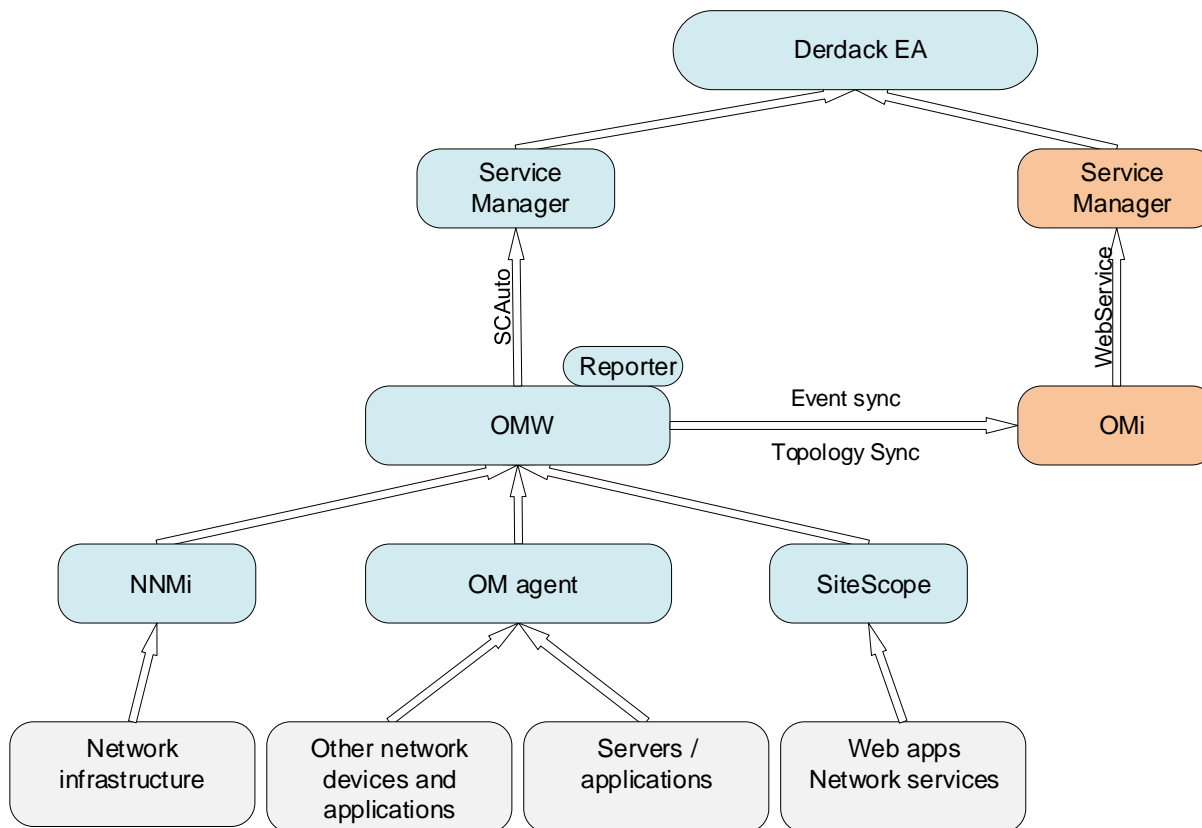 Derdack EA
Service
Manager
Service
Manager
SCAuto
WebService
Reporter
OMW
Event sync
Topology Sync
OMi
NNMi
OM agent
SiteScope
Network
infrastructure
Other network
devices and
applications
Servers /
applications
Web apps
Network services